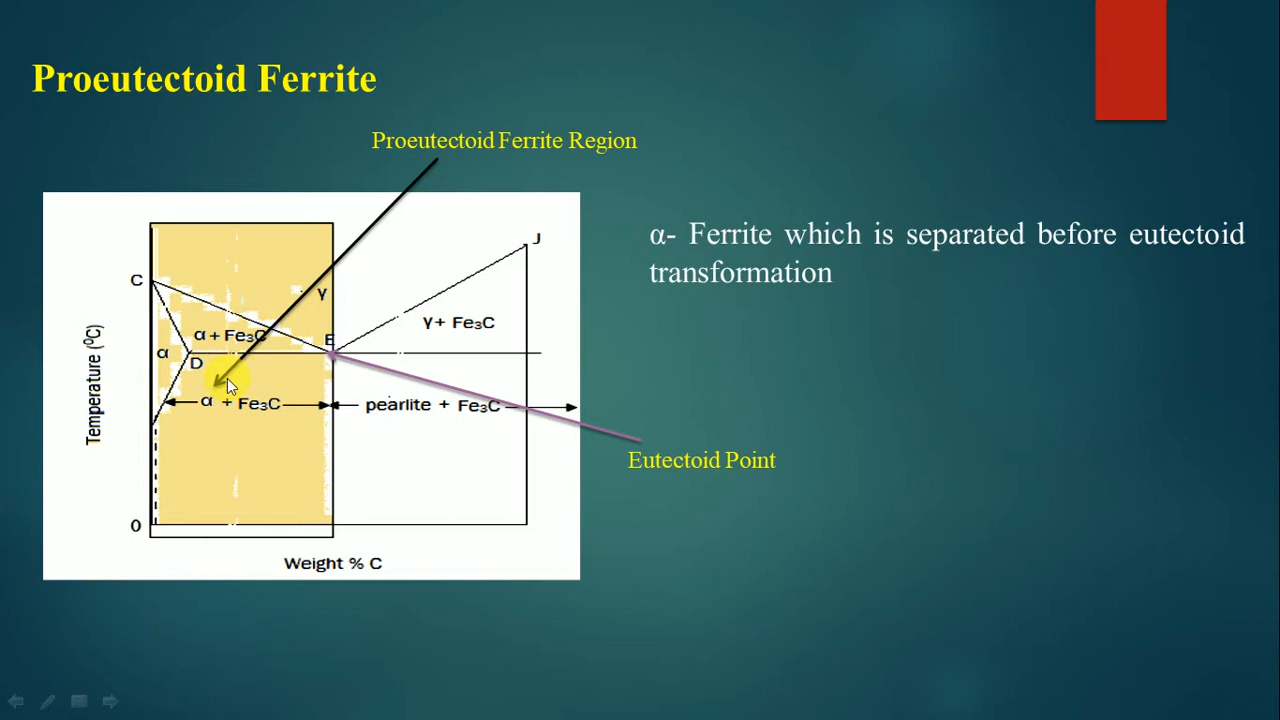 Proeutectoid Ferrite
Proeutectoid Ferrite Region
α- Ferrite which is separated before eutectoid
transformation
J
C
γ
γ + Fe₃C
α + Fe₃C
E
α
D
α + Fe₃C
pearlite + Fe₃C
Temperature (⁰C)
Eutectoid Point
0
Weight % C